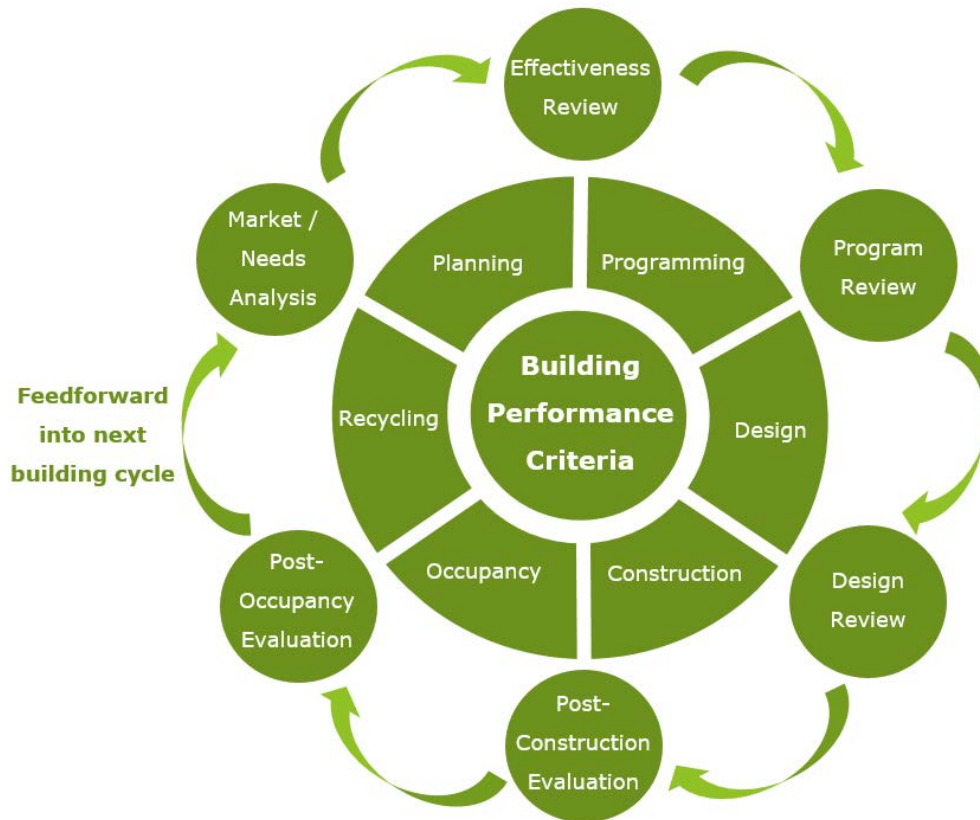 Effectiveness
Review
Market /
Needs
Analysis
Program
Review
Planning
Programming
Building
Performance
Criteria
Recycling
Design
Feedforward
into next
building cycle
Occupancy
Construction
Post-
Occupancy
Evaluation
Design
Review
Post-
Construction
Evaluation